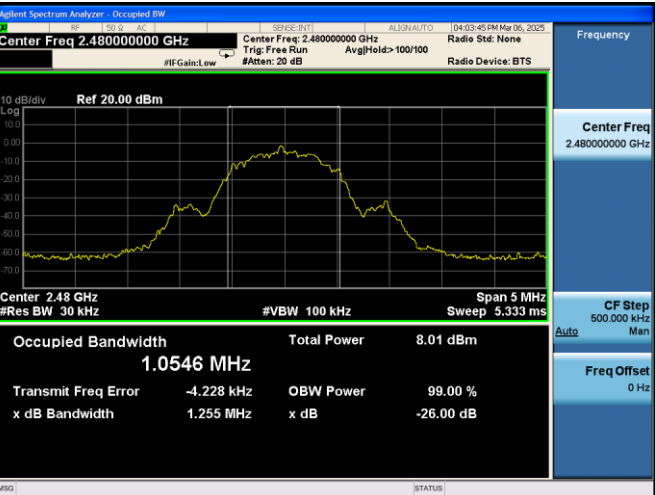 Agilent Spectrum Analyzer - Occupied BW
RF 50 Ω AC SENSE:INT ALIGNAUTO 04:03:45 PM Mar 06, 2025
Center Freq 2.480000000 GHz
Center Freq: 2.480000000 GHz
Radio Std: None
Trig: Free Run Avg|Hold:>100/100
#IFGain:Low
#Atten: 20 dB
Radio Device: BTS
Frequency
10 dB/div Ref 20.00 dBm
Log
10.0
0.00
-10.0
-20.0
-30.0
-40.0
-50.0
-60.0
-70.0
Center Freq
2.480000000 GHz
Center 2.48 GHz
Span 5 MHz
#Res BW 30 kHz
#VBW 100 kHz
Sweep 5.333 ms
CF Step
500.000 kHz
Auto Man
Occupied Bandwidth
1.0546 MHz
Total Power 8.01 dBm
Transmit Freq Error -4.228 kHz
OBW Power 99.00 %
x dB Bandwidth 1.255 MHz
x dB -26.00 dB
Freq Offset
0 Hz
MSG
STATUS